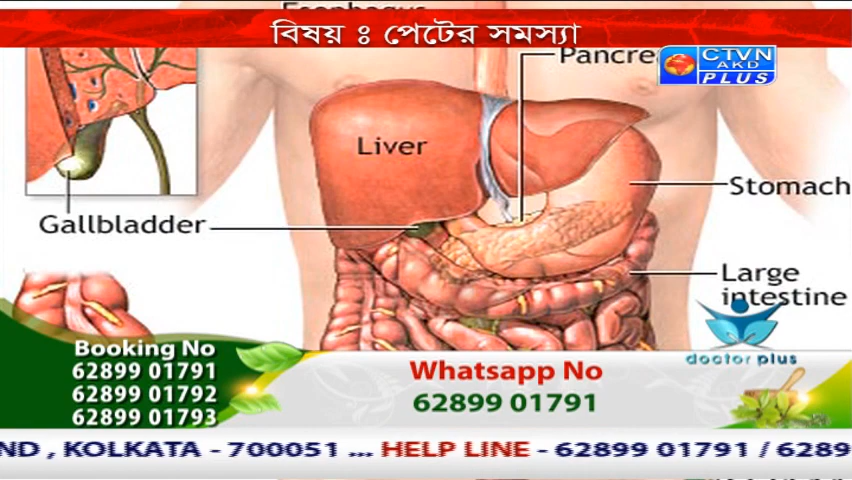 বিষয় ঃ পেটের সমস্যা
CTVN
AKD
PLUS
Liver
Stomach
Gallbladder
Large
intestine
doctor plus
Booking No
62899 01791
62899 01792
62899 01793
Whatsapp No
62899 01791
ND , KOLKATA - 700051 ... HELP LINE - 62899 01791 / 6289